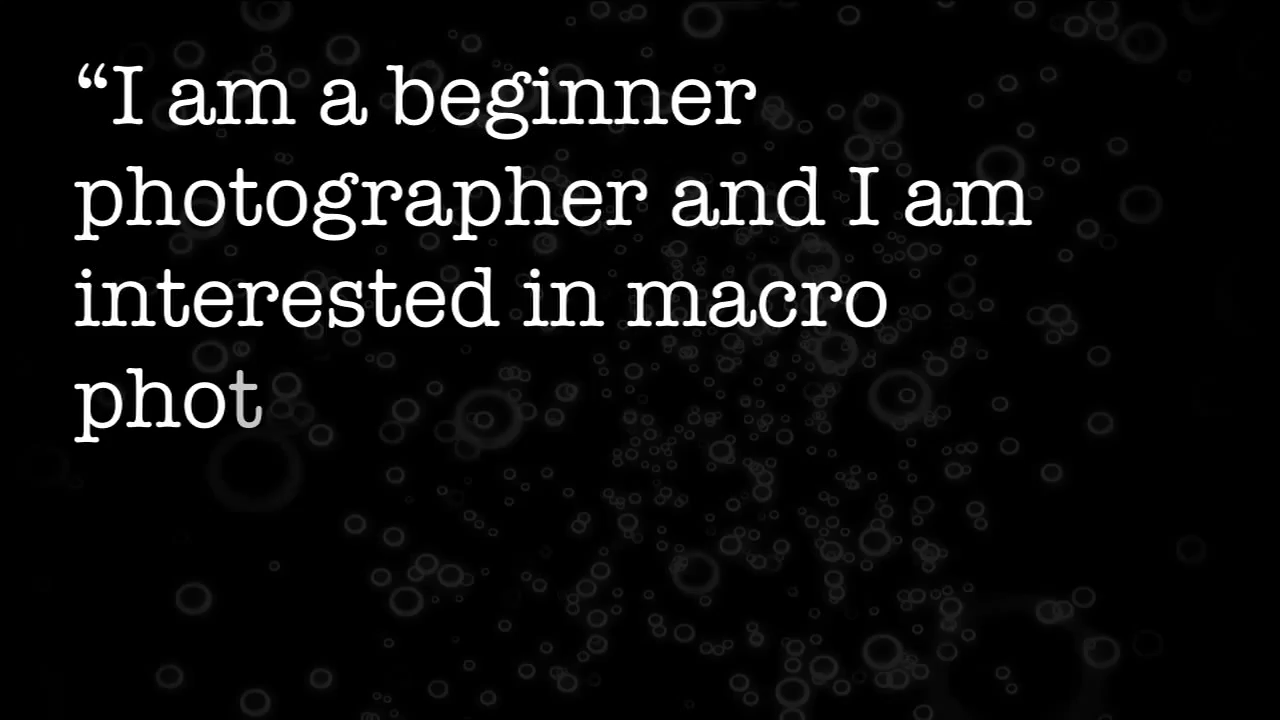 “I am a beginner
photographer and I am
interested in macro
phot